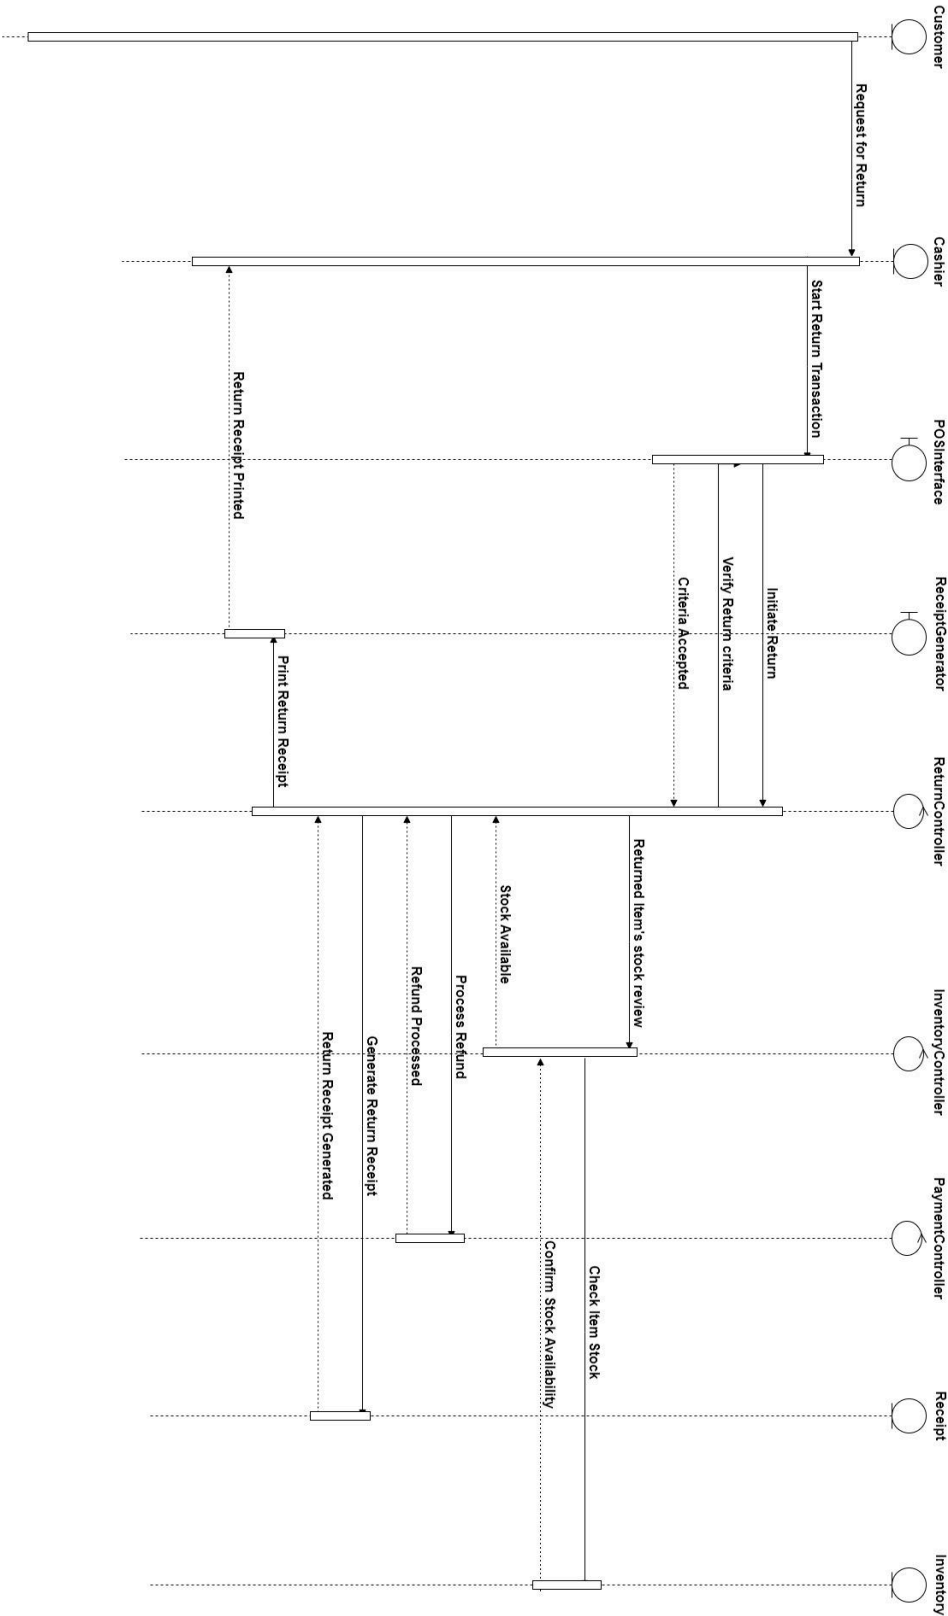 Customer
Cashier
POSInterface
ReceiptGenerator
ReturnController
InventoryController
PaymentController
Receipt
Inventory
Request for Return
Start Return Transaction
Initiate Return
Verify Return criteria
Criteria Accepted
Returned Item's stock review
Check Item Stock
Confirm Stock Availability
Stock Available
Process Refund
Refund Processed
Generate Return Receipt
Return Receipt Generated
Print Return Receipt
Return Receipt Printed